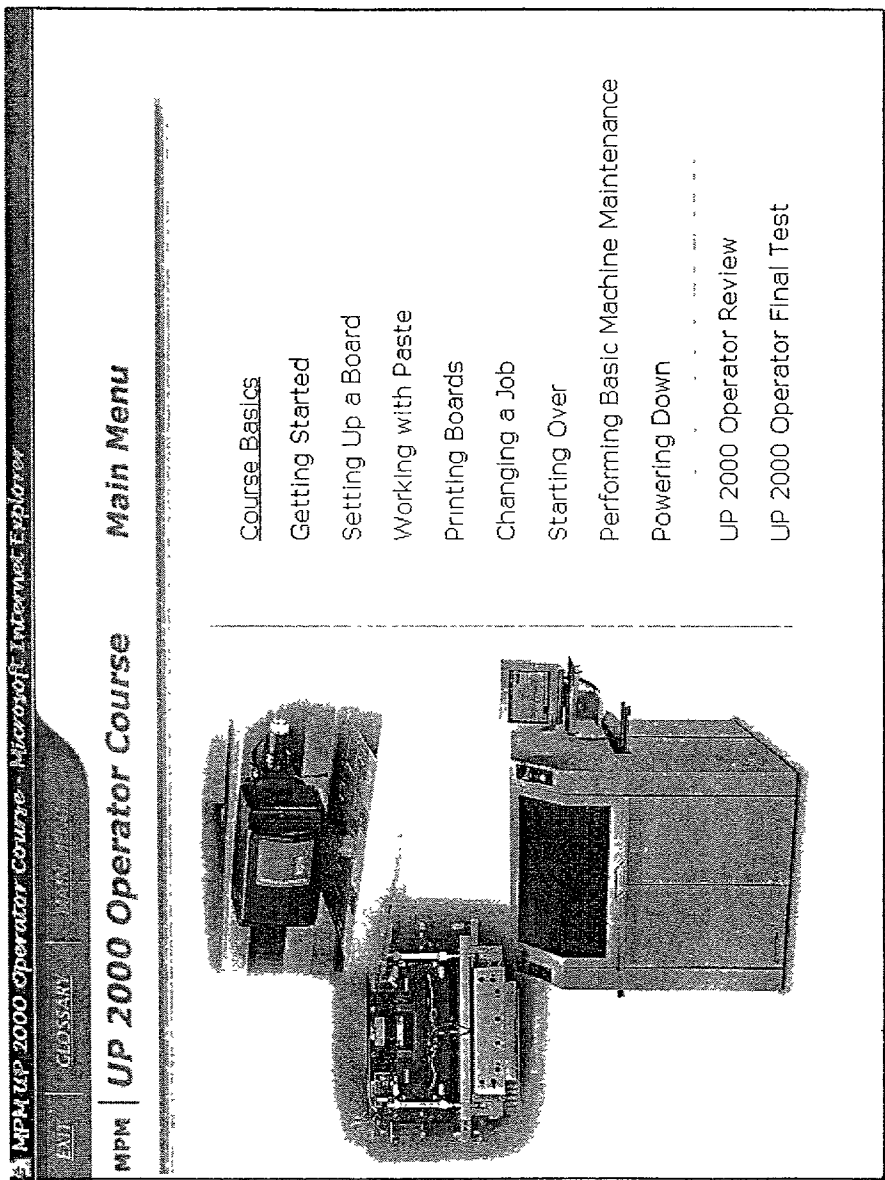 MPM UP 2000 Operator Course - Microsoft Internet Explorer
EXIT GLOSSARY MAIN MENU
MPM UP 2000 Operator Course Main Menu
Course Basics
Getting Started
Setting Up a Board
Working with Paste
Printing Boards
Changing a Job
Starting Over
Performing Basic Machine Maintenance
Powering Down
UP 2000 Operator Review
UP 2000 Operator Final Test